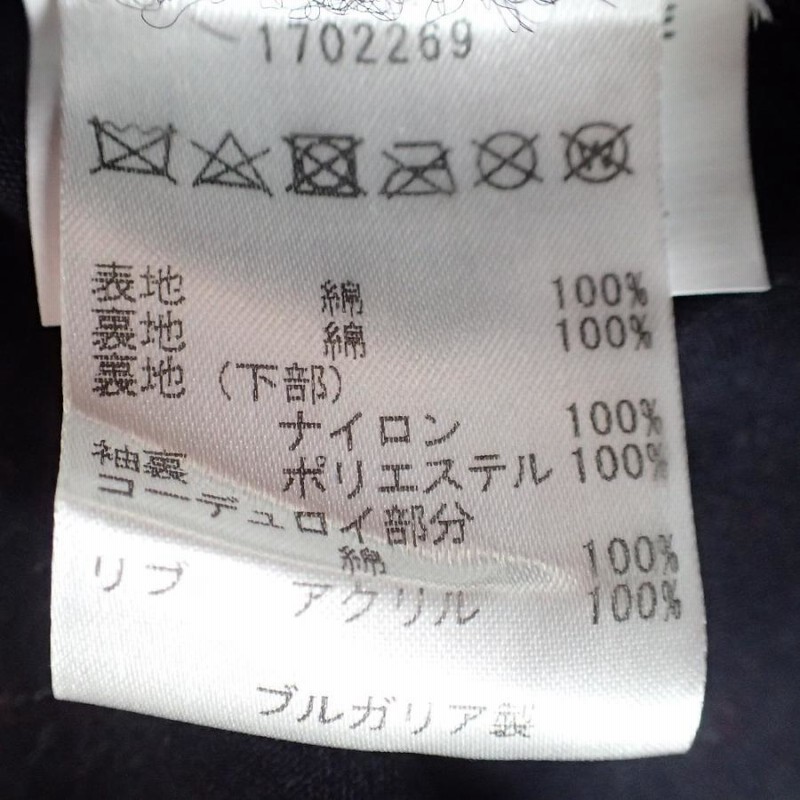 1702269
表地 綿 100%
裏地 綿 100%
裏地 (下部)
ナイロン 100%
袖裏 ポリエステル 100%
コーデュロイ部分
綿 100%
リブ アクリル 100%
ブルガリア製